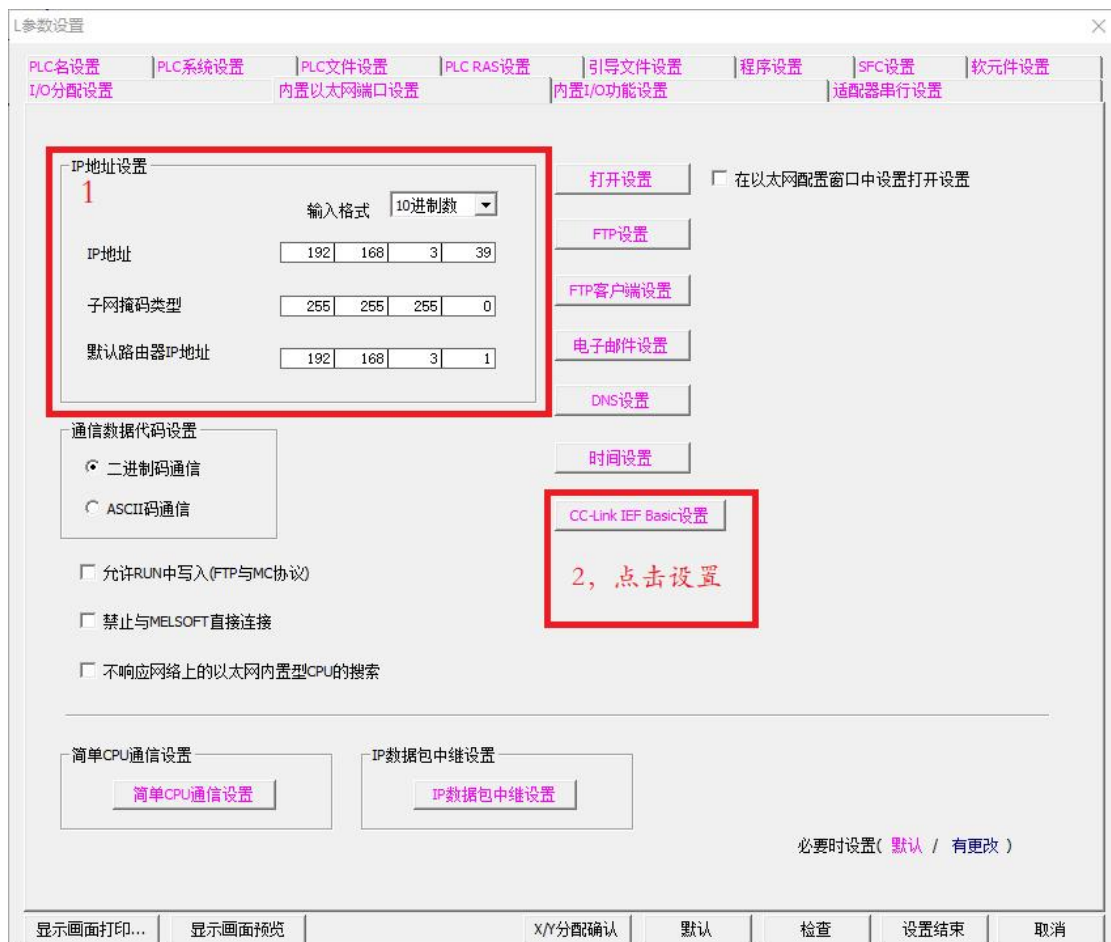 L参数设置
PLC名设置 PLC系统设置 PLC文件设置 PLC RAS设置 引导文件设置 程序设置 SFC设置 软元件设置
I/O分配设置 内置以太网端口设置 内置I/O功能设置 适配器串行设置
IP地址设置
1
输入格式 10进制数
IP地址 192 168 3 39
子网掩码类型 255 255 255 0
默认路由器IP地址 192 168 3 1
打开设置 在以太网配置窗口中设置打开设置
FTP设置
FTP客户端设置
电子邮件设置
DNS设置
时间设置
CC-Link IEF Basic设置
2，点击设置
通信数据代码设置
二进制码通信
ASCII码通信
允许RUN中写入(FTP与MC协议)
禁止与MELSOFT直接连接
不响应网络上的以太网内置型CPU的搜索
简单CPU通信设置
简单CPU通信设置
IP数据包中继设置
IP数据包中继设置
必要时设置( 默认 / 有更改 )
显示画面打印... 显示画面预览 X/Y分配确认 默认 检查 设置结束 取消